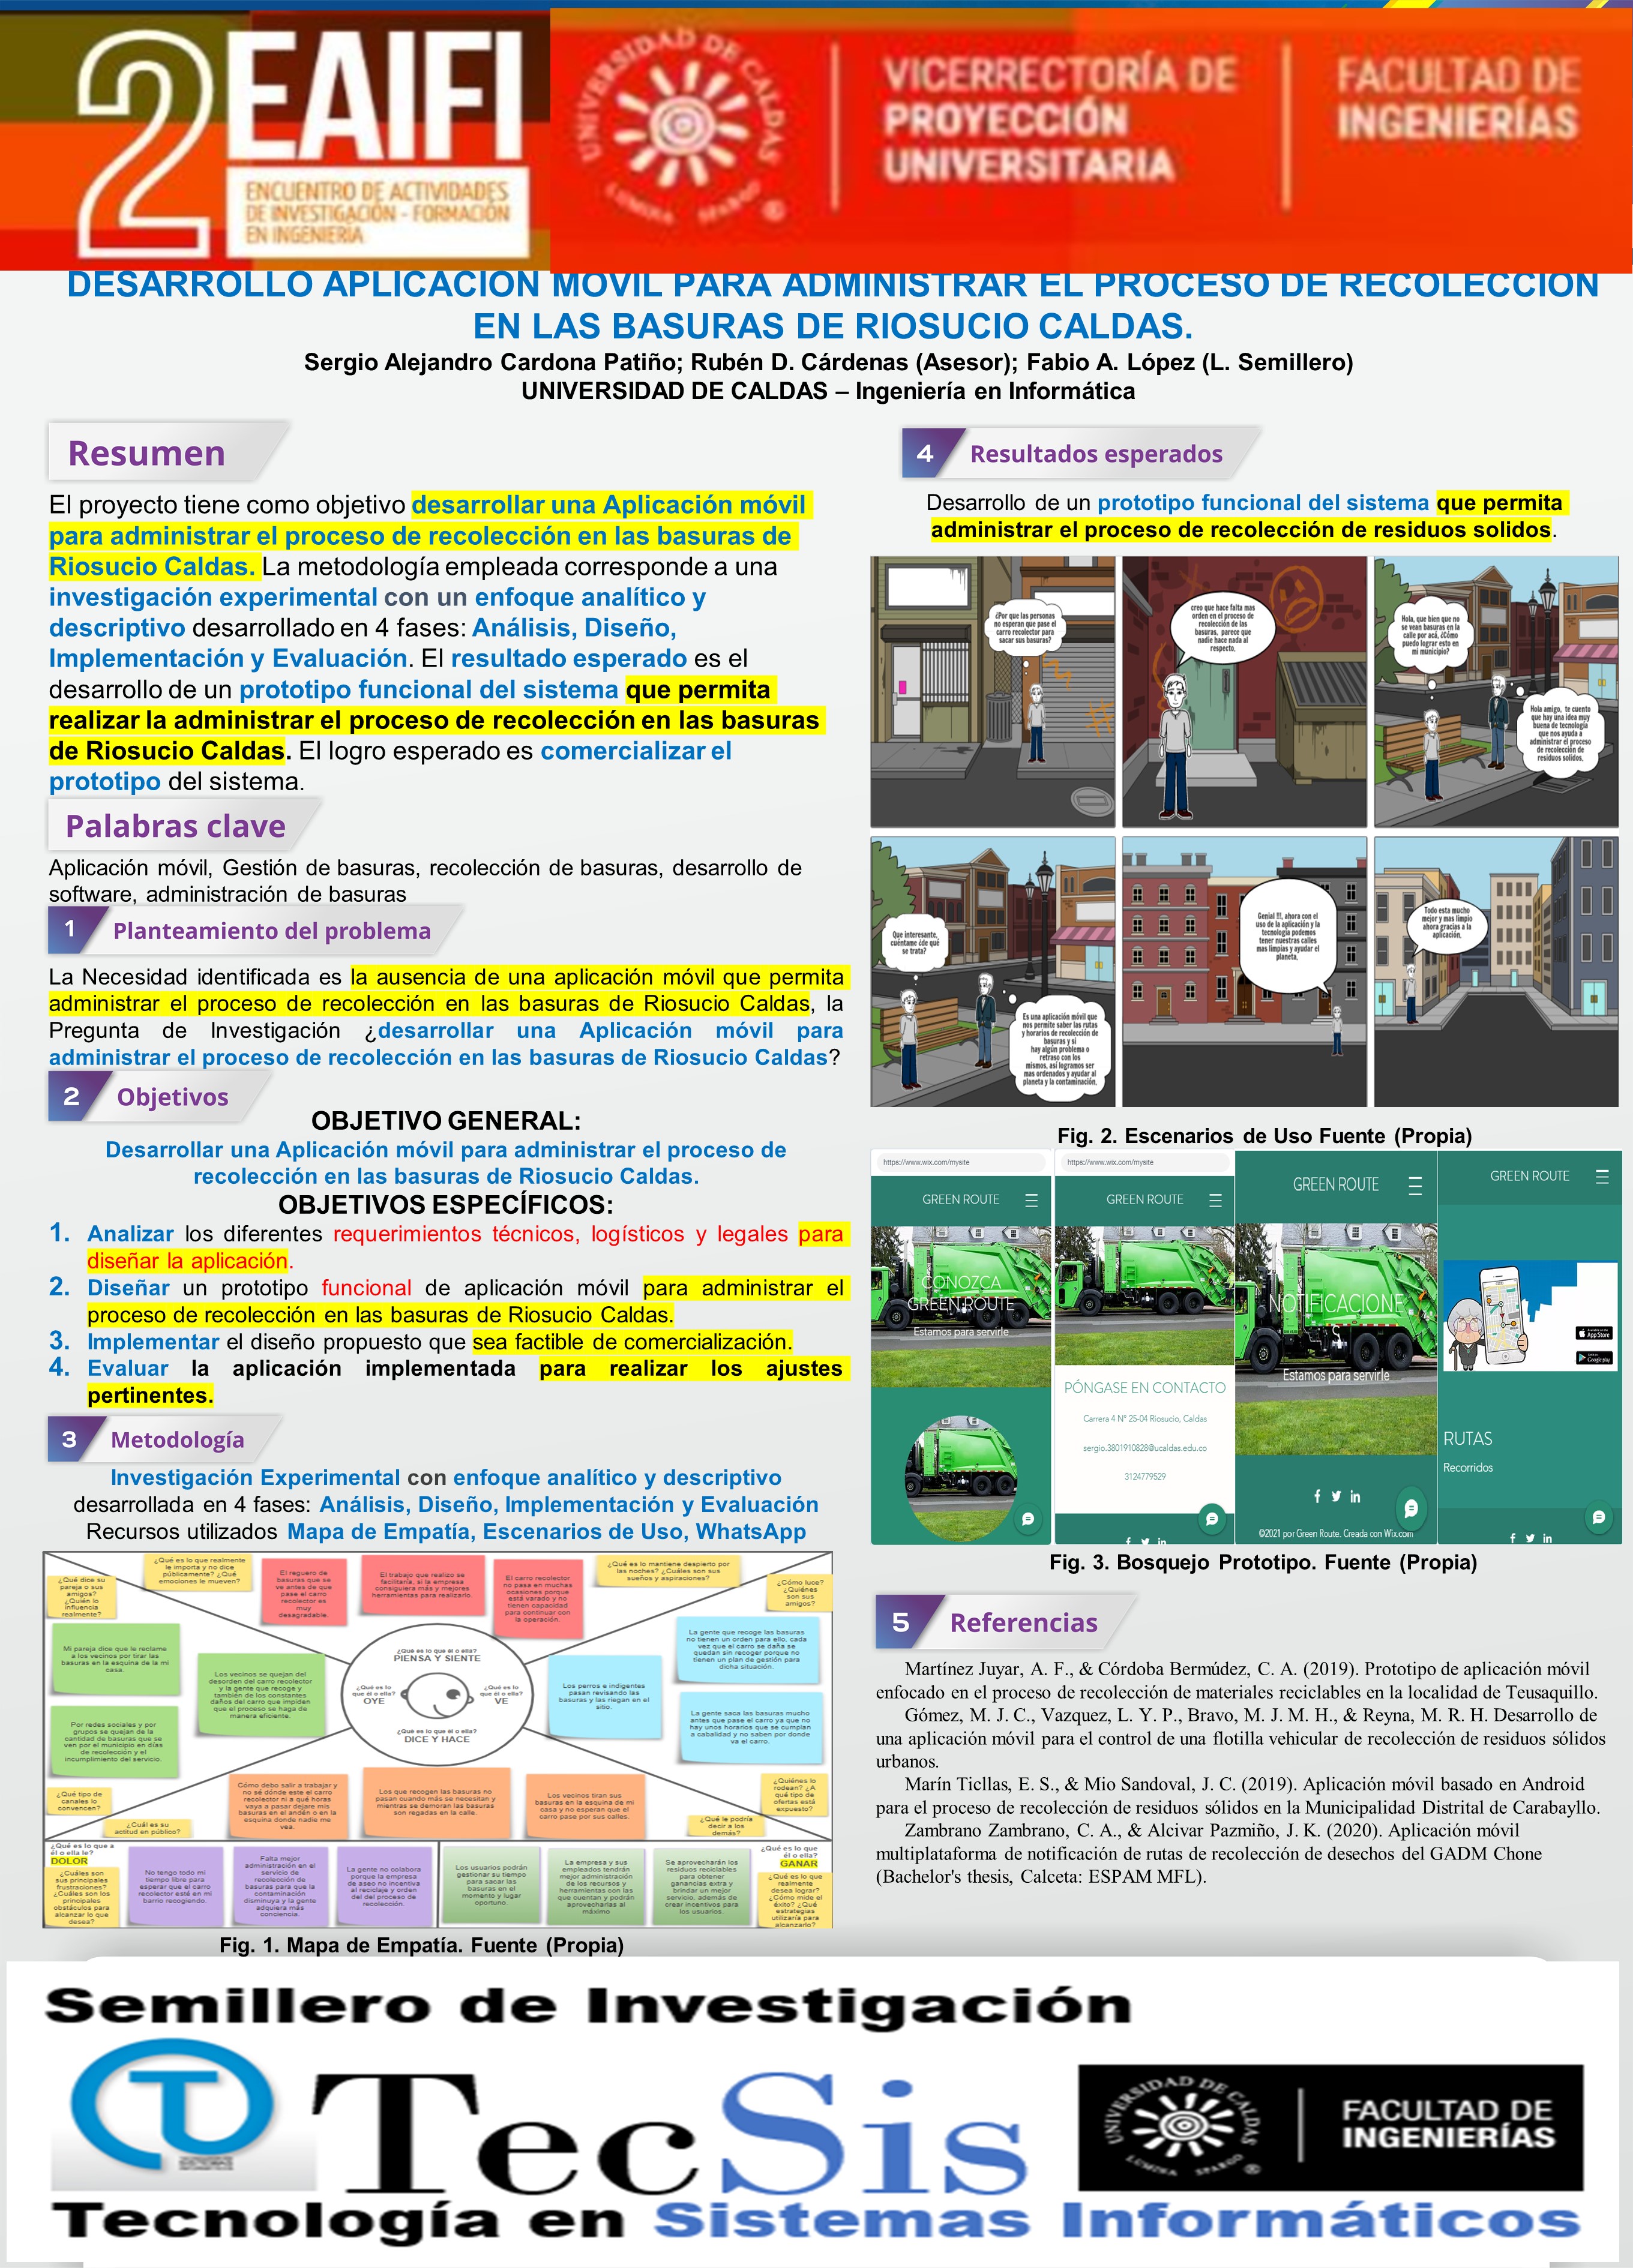 2 EAIFI
ENCUENTRO DE ACTIVIDADES
DE INVESTIGACIÓN - FORMACIÓN
EN INGENIERÍA
UNIVERSIDAD DE CALDAS
LUMINA SPARGO
VICERRECTORÍA DE
PROYECCIÓN
UNIVERSITARIA
FACULTAD DE
INGENIERÍAS
DESARROLLO APLICACIÓN MÓVIL PARA ADMINISTRAR EL PROCESO DE RECOLECCIÓN
EN LAS BASURAS DE RIOSUCIO CALDAS.
Sergio Alejandro Cardona Patiño; Rubén D. Cárdenas (Asesor); Fabio A. López (L. Semillero)
UNIVERSIDAD DE CALDAS – Ingeniería en Informática
Resumen
El proyecto tiene como objetivo desarrollar una Aplicación móvil
para administrar el proceso de recolección en las basuras de
Riosucio Caldas. La metodología empleada corresponde a una
investigación experimental con un enfoque analítico y
descriptivo desarrollado en 4 fases: Análisis, Diseño,
Implementación y Evaluación. El resultado esperado es el
desarrollo de un prototipo funcional del sistema que permita
realizar la administrar el proceso de recolección en las basuras
de Riosucio Caldas. El logro esperado es comercializar el
prototipo del sistema.
Palabras clave
Aplicación móvil, Gestión de basuras, recolección de basuras, desarrollo de
software, administración de basuras
1 Planteamiento del problema
La Necesidad identificada es la ausencia de una aplicación móvil que permita
administrar el proceso de recolección en las basuras de Riosucio Caldas, la
Pregunta de Investigación ¿desarrollar una Aplicación móvil para
administrar el proceso de recolección en las basuras de Riosucio Caldas?
2 Objetivos
OBJETIVO GENERAL:
Desarrollar una Aplicación móvil para administrar el proceso de
recolección en las basuras de Riosucio Caldas.
OBJETIVOS ESPECÍFICOS:
1. Analizar los diferentes requerimientos técnicos, logísticos y legales para
diseñar la aplicación.
2. Diseñar un prototipo funcional de aplicación móvil para administrar el
proceso de recolección en las basuras de Riosucio Caldas.
3. Implementar el diseño propuesto que sea factible de comercialización.
4. Evaluar la aplicación implementada para realizar los ajustes
pertinentes.
3 Metodología
Investigación Experimental con enfoque analítico y descriptivo
desarrollada en 4 fases: Análisis, Diseño, Implementación y Evaluación
Recursos utilizados Mapa de Empatía, Escenarios de Uso, WhatsApp
¿Qué dice su
pareja o sus
amigos?
¿Quién lo
influencia
realmente?
¿Qué es lo que realmente
le importa y no dice
públicamente? ¿Qué
emociones le mueven?
El reguero de
basuras que se
ve antes de que
pase el carro
recolector es
muy
desagradable.
El trabajo que realizo se
facilitaría, si la empresa
consiguiera más y mejores
herramientas para realizarlo.
El carro recolector
no pasa en muchas
ocasiones porque
está varado y no
tienen capacidad
para continuar con
la operación.
¿Qué es lo mantiene despierto por
las noches? ¿Cuáles son sus
sueños y aspiraciones?
¿Cómo luce?
¿Quiénes
son sus
amigos?
Mi pareja dice que le reclame
a los vecinos por tirar las
basuras en la esquina de la mi
casa.
Los vecinos se quejan del
desorden del carro recolector
y la gente que recoge y
también de los constantes
daños del carro que impiden
que el proceso se haga de
manera eficiente.
Por redes sociales y por
grupos se quejan de la
cantidad de basuras que se
ven por el municipio en días
de recolección y el
incumplimiento del servicio.
¿Qué es lo que él o ella?
PIENSA Y SIENTE
¿Qué es lo
que él o ella?
OYE
¿Qué es lo
que él o ella?
VE
¿Qué es lo que él o ella?
DICE Y HACE
Los perros e indigentes
pasan revisando las
basuras y las riegan en el
sitio.
La gente que recoge las basuras
no tienen un orden para ello, cada
vez que el carro se daña se
quedan sin recoger porque no
tienen un plan de gestión para
dicha situación.
La gente saca las basuras mucho
antes que pase el carro ya que no
hay unos horarios que se cumplan
a cabalidad y no saben por donde
va el carro.
¿Qué tipo de
canales lo
convencen?
¿Cuál es su
actitud en público?
Cómo debo salir a trabajar y
no sé dónde este el carro
recolector ni a qué horas
vaya a pasar dejare mis
basuras en el andén o en la
esquina donde nadie me
vea.
Los que recogen las basuras no
pasan cuando más se necesitan y
mientras se demoran las basuras
son regadas en la calle.
Los vecinos tiran sus
basuras en la esquina de mi
casa y no esperan que el
carro pase por sus calles.
¿Quiénes lo
rodean? ¿A
qué tipo de
ofertas está
expuesto?
¿Qué le podría
decir a los
demás?
¿Qué es lo que a
él o ella le?
DOLOR
¿Cuáles son
sus principales
frustraciones?
¿Cuáles son los
principales
obstáculos para
alcanzar lo que
desea?
No tengo todo mi
tiempo libre para
esperar que el carro
recolector está en mi
barrio recogiendo.
Falta mejor
administración en el
servicio de
recolección de
basuras para que la
contaminación
disminuya y la gente
adquiera más
conciencia.
La gente no colabora
porque la empresa
de aseo no incentiva
al reciclaje y orden
del del proceso de
recolección.
Los usuarios podrán
gestionar su tiempo
para sacar las
basuras en el
momento y lugar
oportuno.
La empresa y sus
empleados tendrán
mejor administración
de los recursos y
herramientas con las
que cuentan y podrán
aprovecharlas al
máximo
Se aprovecharán los
residuos reciclables
para obtener
ganancias extra y
brindar un mejor
servicio, además de
crear incentivos para
los usuarios.
¿Qué es lo que
él o ella?
GANAR
¿Qué es lo que
realmente
desea lograr?
¿Cómo mide el
éxito? ¿Qué
estrategias
utilizaría para
alcanzarlo?
Fig. 1. Mapa de Empatía. Fuente (Propia)
4 Resultados esperados
Desarrollo de un prototipo funcional del sistema que permita
administrar el proceso de recolección de residuos solidos.
¿Por que las personas
no esperan que pase el
carro recolector para
sacar sus basuras?
creo que hace falta mas
orden en el proceso de
recolección de las
basuras, parece que
nadie hace nada al
respecto.
Hola, que bien que no
se vean basuras en la
calle por acá, ¿Cómo
puedo lograr esto en
mi municipio?
Hola amigo, te cuento
que hay una idea muy
buena de tecnología
que nos ayuda a
administrar el proceso
de recolección de
residuos solidos.
Que interesante,
cuéntame ¿de qué
se trata?
Es una aplicación móvil que
nos permite saber las rutas
y horarios de recolección de
basuras y si
hay algún problema o
retraso con los
mismos, así logramos ser
mas ordenados y ayudar al
planeta y la contaminación.
Genial !!!, ahora con el
uso de la aplicación y la
tecnología podemos
tener nuestras calles
mas limpias y ayudar el
planeta.
Todo esta mucho
mejor y mas limpio
ahora gracias a la
aplicación.
Fig. 2. Escenarios de Uso Fuente (Propia)
https://www.wix.com/mysite
GREEN ROUTE
CONOZCA
GREEN ROUTE
Estamos para servirle
https://www.wix.com/mysite
GREEN ROUTE
PÓNGASE EN CONTACTO
Carrera 4 N° 25-04 Riosucio, Caldas
sergio.3801910828@ucaldas.edu.co
3124779529
GREEN ROUTE
NOTIFICACIONE
S
Estamos para servirle
©2021 por Green Route. Creada con Wix.com
GREEN ROUTE
App Store
Google play
RUTAS
Recorridos
Fig. 3. Bosquejo Prototipo. Fuente (Propia)
5 Referencias
Martínez Juyar, A. F., & Córdoba Bermúdez, C. A. (2019). Prototipo de aplicación móvil
enfocado en el proceso de recolección de materiales reciclables en la localidad de Teusaquillo.
Gómez, M. J. C., Vazquez, L. Y. P., Bravo, M. J. M. H., & Reyna, M. R. H. Desarrollo de
una aplicación móvil para el control de una flotilla vehicular de recolección de residuos sólidos
urbanos.
Marín Ticllas, E. S., & Mio Sandoval, J. C. (2019). Aplicación móvil basado en Android
para el proceso de recolección de residuos sólidos en la Municipalidad Distrital de Carabayllo.
Zambrano Zambrano, C. A., & Alcivar Pazmiño, J. K. (2020). Aplicación móvil
multiplataforma de notificación de rutas de recolección de desechos del GADM Chone
(Bachelor's thesis, Calceta: ESPAM MFL).
Semillero de Investigación
TecSis
Tecnología en Sistemas Informáticos
UNIVERSIDAD DE CALDAS
LUMINA SPARGO
FACULTAD DE
INGENIERÍAS